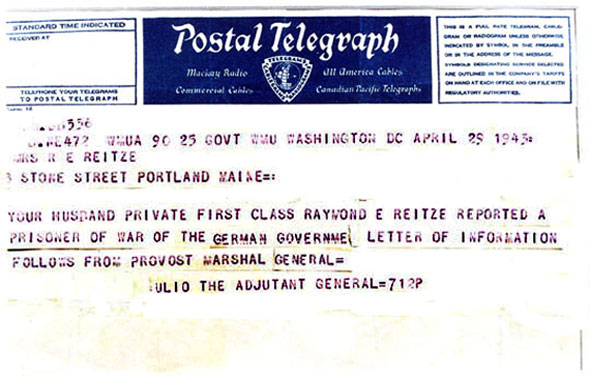 STANDARD TIME INDICATED
RECEIVED AT
TELEPHONE YOUR TELEGRAMS
TO POSTAL TELEGRAPH
Postal Telegraph
Mackay Radio
All America Cables
Commercial Cables
Canadian Pacific Telegraphs
THIS IS A FULL RATE TELEGRAM, CABLE-
GRAM OR RADIOGRAM UNLESS OTHERWISE
INDICATED BY SYMBOL IN THE PREAMBLE
OR IN THE ADDRESS OF THE MESSAGE.
SYMBOLS DESIGNATING SERVICE SELECTED
ARE OUTLINED IN THE COMPANY'S TARIFFS
ON HAND AT EACH OFFICE AND ON FILE WITH
REGULATORY AUTHORITIES.
WMUA 90 25 GOVT WMU WASHINGTON DC APRIL 29 1943=
MRS R E REITZE
STONE STREET PORTLAND MAINE=:
YOUR HUSBAND PRIVATE FIRST CLASS RAYMOND E REITZE REPORTED A
PRISONER OF WAR OF THE GERMAN GOVERNME LETTER OF INFORMATION
FOLLOWS FROM PROVOST MARSHAL GENERAL=
ULIO THE ADJUTANT GENERAL=712P